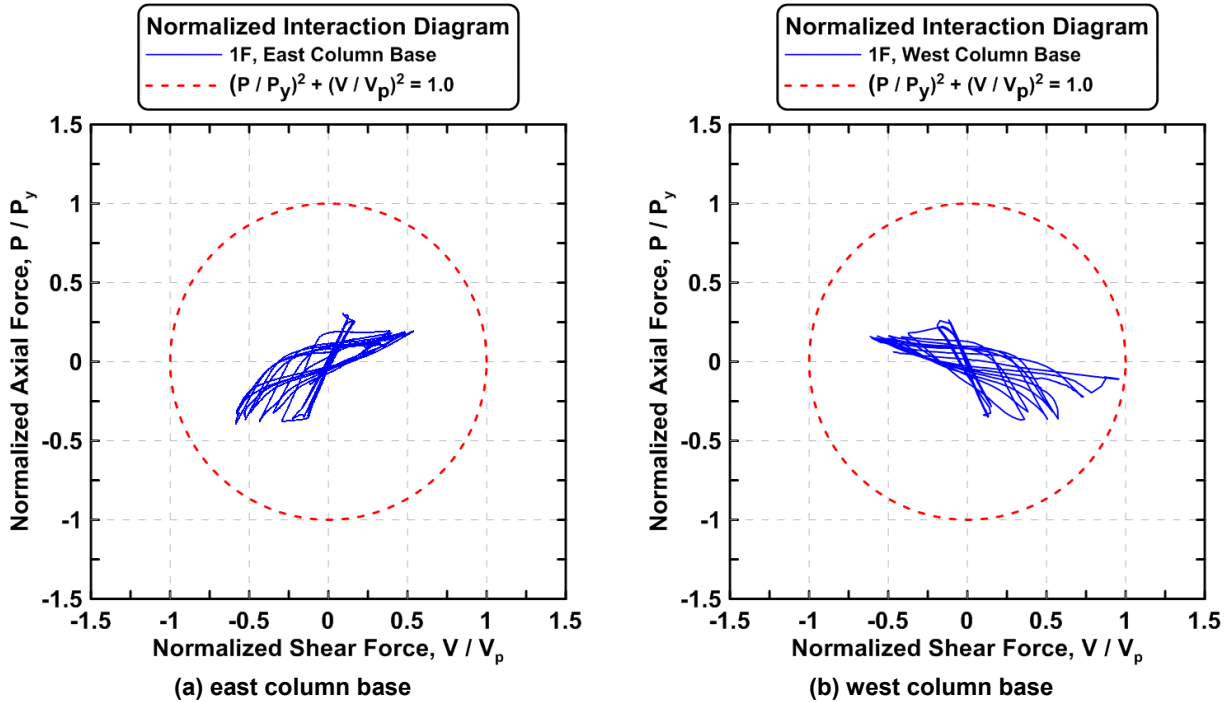 Normalized Interaction Diagram
1F, East Column Base
(P / Py)2 + (V / Vp)2 = 1.0
1.5
1
0.5
0
-0.5
-1
-1.5
Normalized Axial Force, P / Py
-1.5 -1 -0.5 0 0.5 1 1.5
Normalized Shear Force, V / Vp
(a) east column base
Normalized Interaction Diagram
1F, West Column Base
(P / Py)2 + (V / Vp)2 = 1.0
1.5
1
0.5
0
-0.5
-1
-1.5
Normalized Axial Force, P / Py
-1.5 -1 -0.5 0 0.5 1 1.5
Normalized Shear Force, V / Vp
(b) west column base